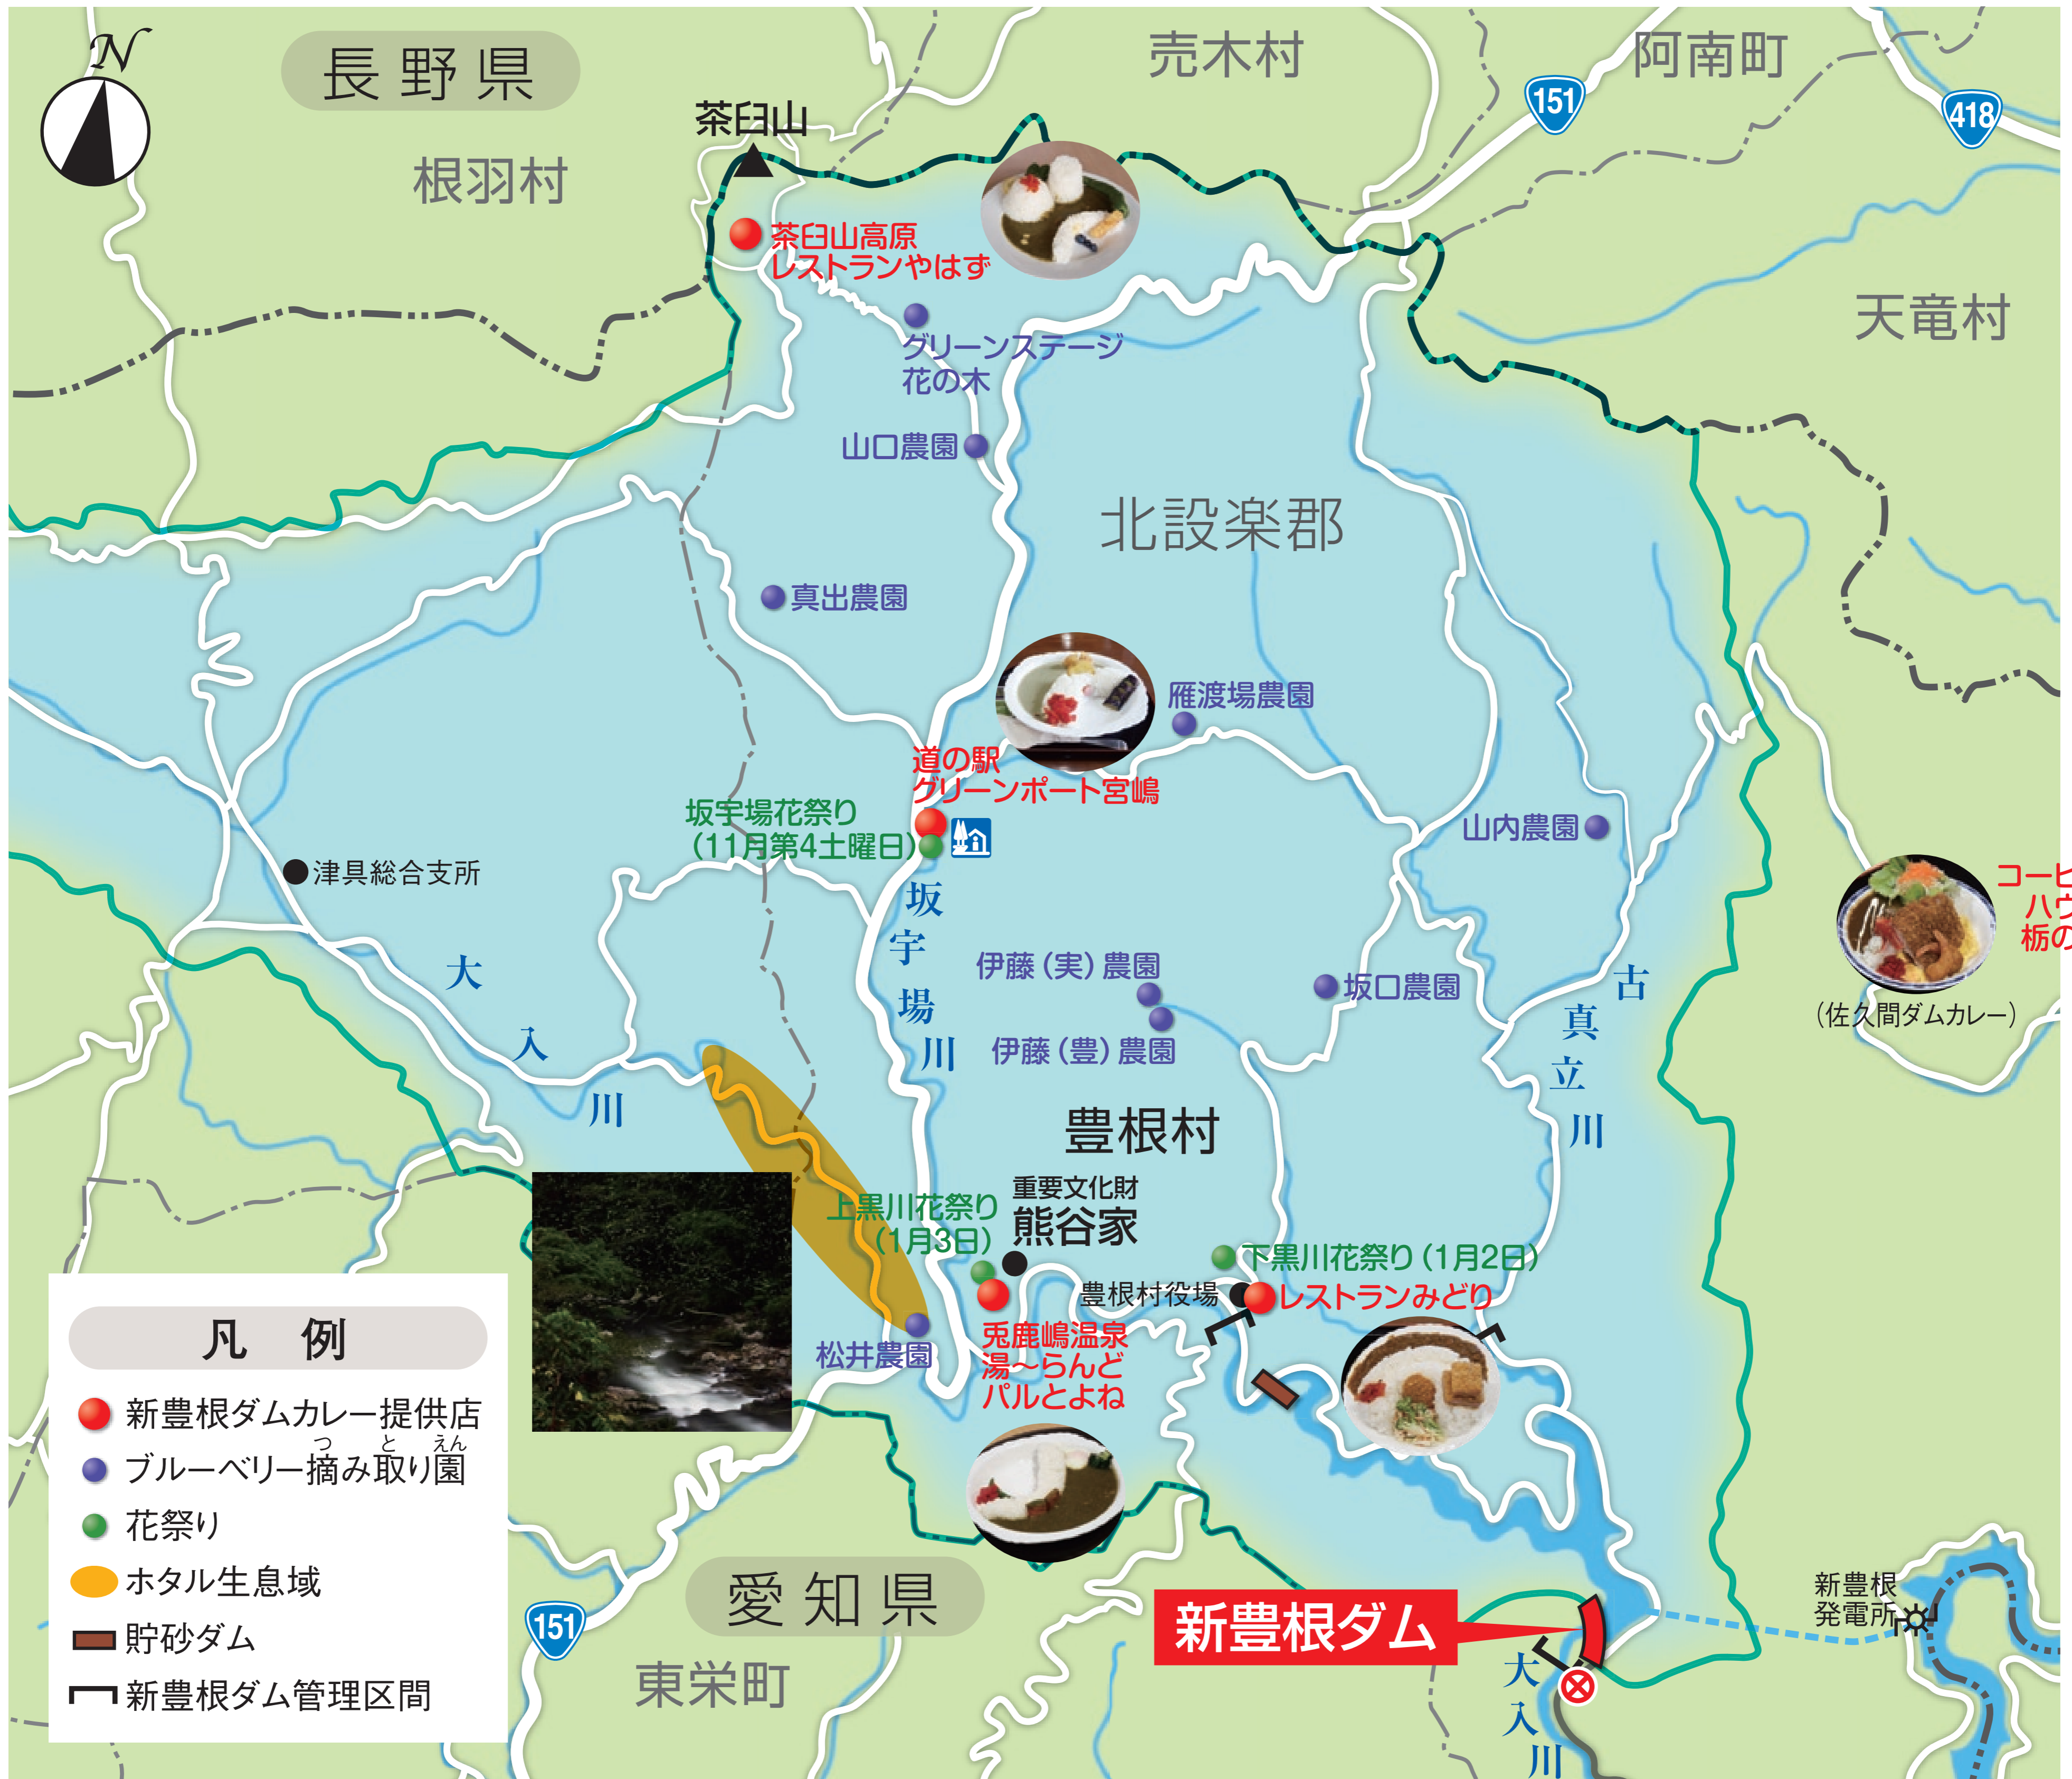 N
長野県
売木村
阿南町
151
418
茶臼山
根羽村
茶臼山高原
レストランやはず
天竜村
グリーンステージ
花の木
山口農園
北設楽郡
真出農園
雁渡場農園
道の駅
グリーンポート宮嶋
坂宇場花祭り
(11月第4土曜日)
山内農園
津具総合支所
コーヒ
ハウ
栃の
(佐久間ダムカレー)
坂宇場川
大入川
伊藤(実)農園
伊藤(豊)農園
坂口農園
古真立川
豊根村
重要文化財
熊谷家
上黒川花祭り
(1月3日)
下黒川花祭り(1月2日)
豊根村役場
レストランみどり
松井農園
兎鹿嶋温泉
湯〜らんど
パルとよね
凡例
新豊根ダムカレー提供店
つ と えん
ブルーベリー摘み取り園
花祭り
ホタル生息域
貯砂ダム
新豊根ダム管理区間
愛知県
151
東栄町
新豊根ダム
新豊根
発電所
大入川